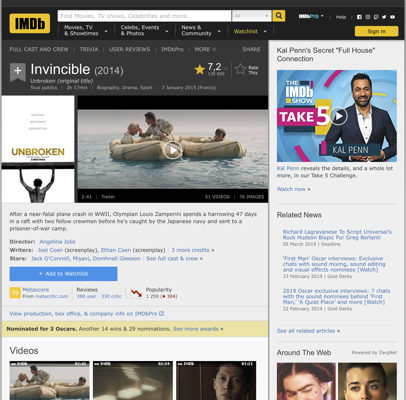 IMDb
Find Movies, TV shows, Celebrities and more...
All
Movies, TV
& Showtimes
Celebs, Events
& Photos
News &
Community
Watchlist
IMDbPro
Help
Sign in
FULL CAST AND CREW | TRIVIA | USER REVIEWS | IMDbPro | MORE
SHARE
Invincible (2014)
Unbroken (original title)
Tous publics | 2h 17min | Biography, Drama, Sport | 7 January 2015 (France)
7,2
Rate
This
UNBROKEN
2:41 | Trailer
51 VIDEOS | 76 IMAGES
After a near-fatal plane crash in WWII, Olympian Louis Zamperini spends a harrowing 47 days
in a raft with two fellow crewmen before he's caught by the Japanese navy and sent to a
prisoner-of-war camp.
Director: Angelina Jolie
Writers: Joel Coen (screenplay), Ethan Coen (screenplay) | 3 more credits »
Stars: Jack O'Connell, Miyavi, Domhnall Gleeson | See full cast & crew »
+ Add to Watchlist
Metascore
From metacritic.com
Reviews
398 user | 330 critic
Popularity
1 259 (304)
View production, box office, & company info on IMDbPro
Nominated for 3 Oscars. Another 14 wins & 29 nominations. See more awards »
Videos
Kal Penn's Secret "Full House"
Connection
THE
IMDb
SHOW
TAKE 5
KAL PENN
Kal Penn reveals the details, and a whole lot
more, in our Take 5 Challenge.
Watch now »
Related News
Richard Lagravenese To Script Universal's
Rock Hudson Biopic For Greg Berlanti
05 March 2019 | Deadline
'First Man' Oscar interviews: Exclusive
chats with sound mixing, sound editing
and visual effects nominees [Watch]
23 February 2019 | Gold Derby
2019 Oscar exclusive interviews: 7 chats
with the sound nominees behind 'First
Man,' 'A Quiet Place' and more [Watch]
22 February 2019 | Gold Derby
See all related articles »
Around The Web
Powered by ZergNet